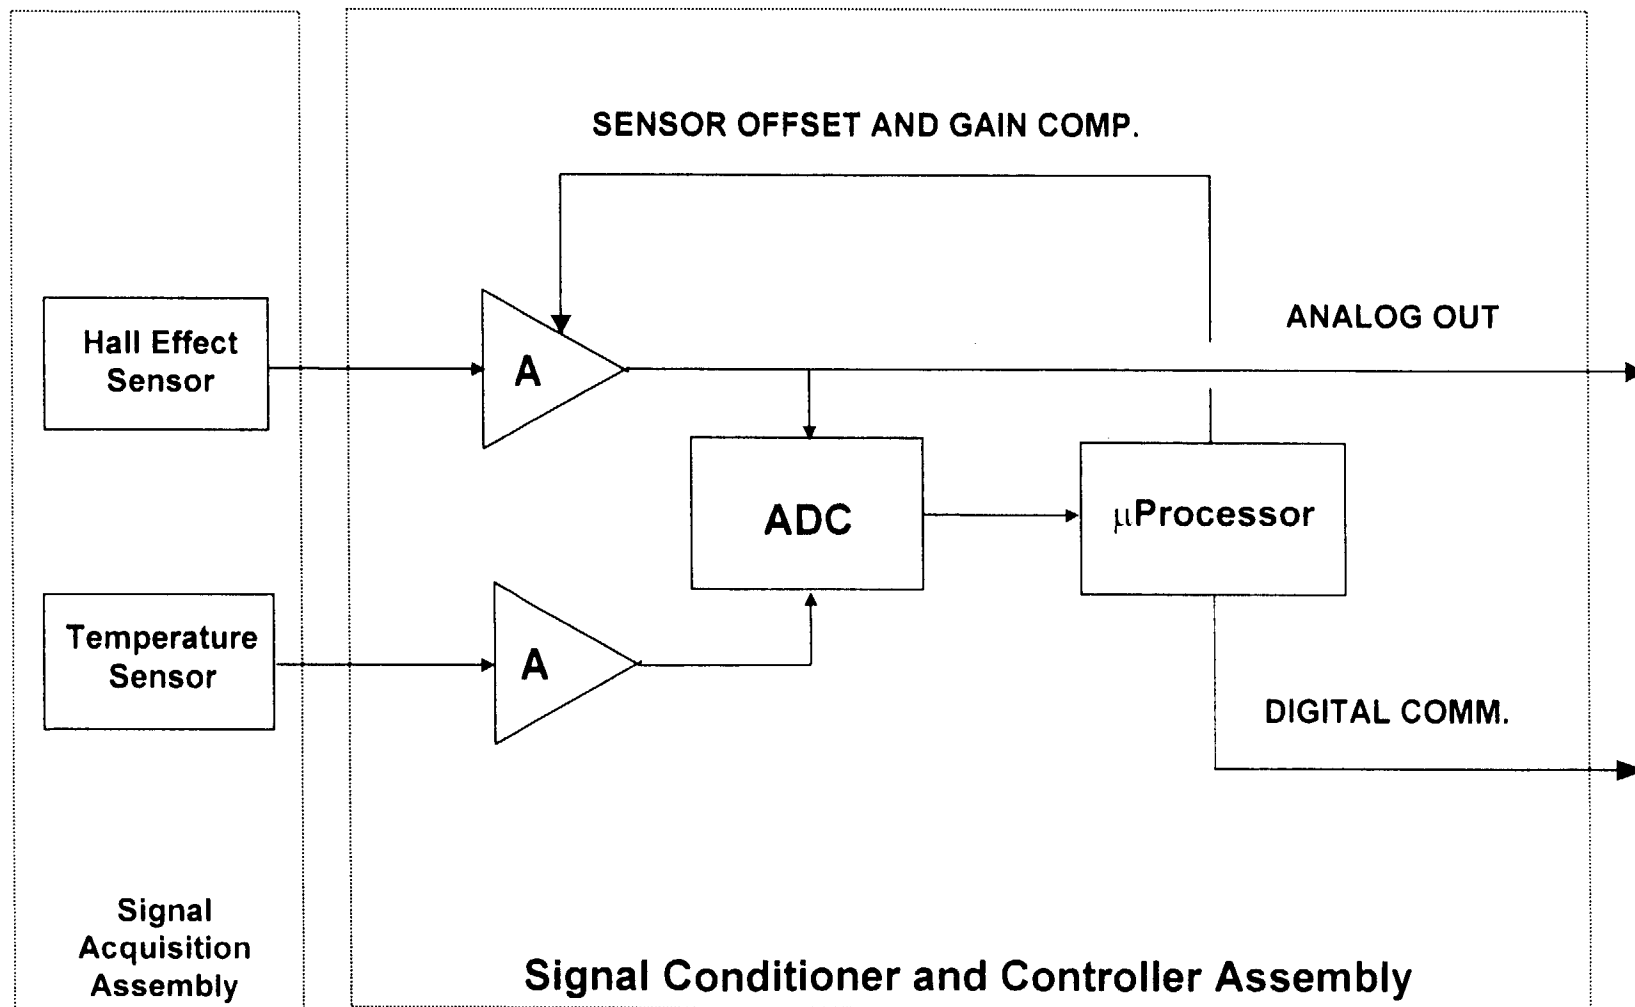 SENSOR OFFSET AND GAIN COMP.
Hall Effect
Sensor
A
ANALOG OUT
ADC
μProcessor
Temperature
Sensor
A
DIGITAL COMM.
Signal
Acquisition
Assembly
Signal Conditioner and Controller Assembly